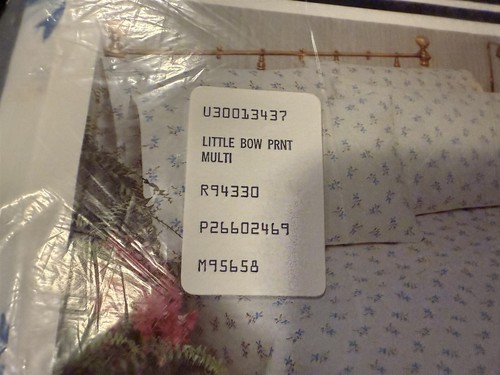 U30013437
LITTLE BOW PRNT
MULTI
R94330
P26602469
M95658